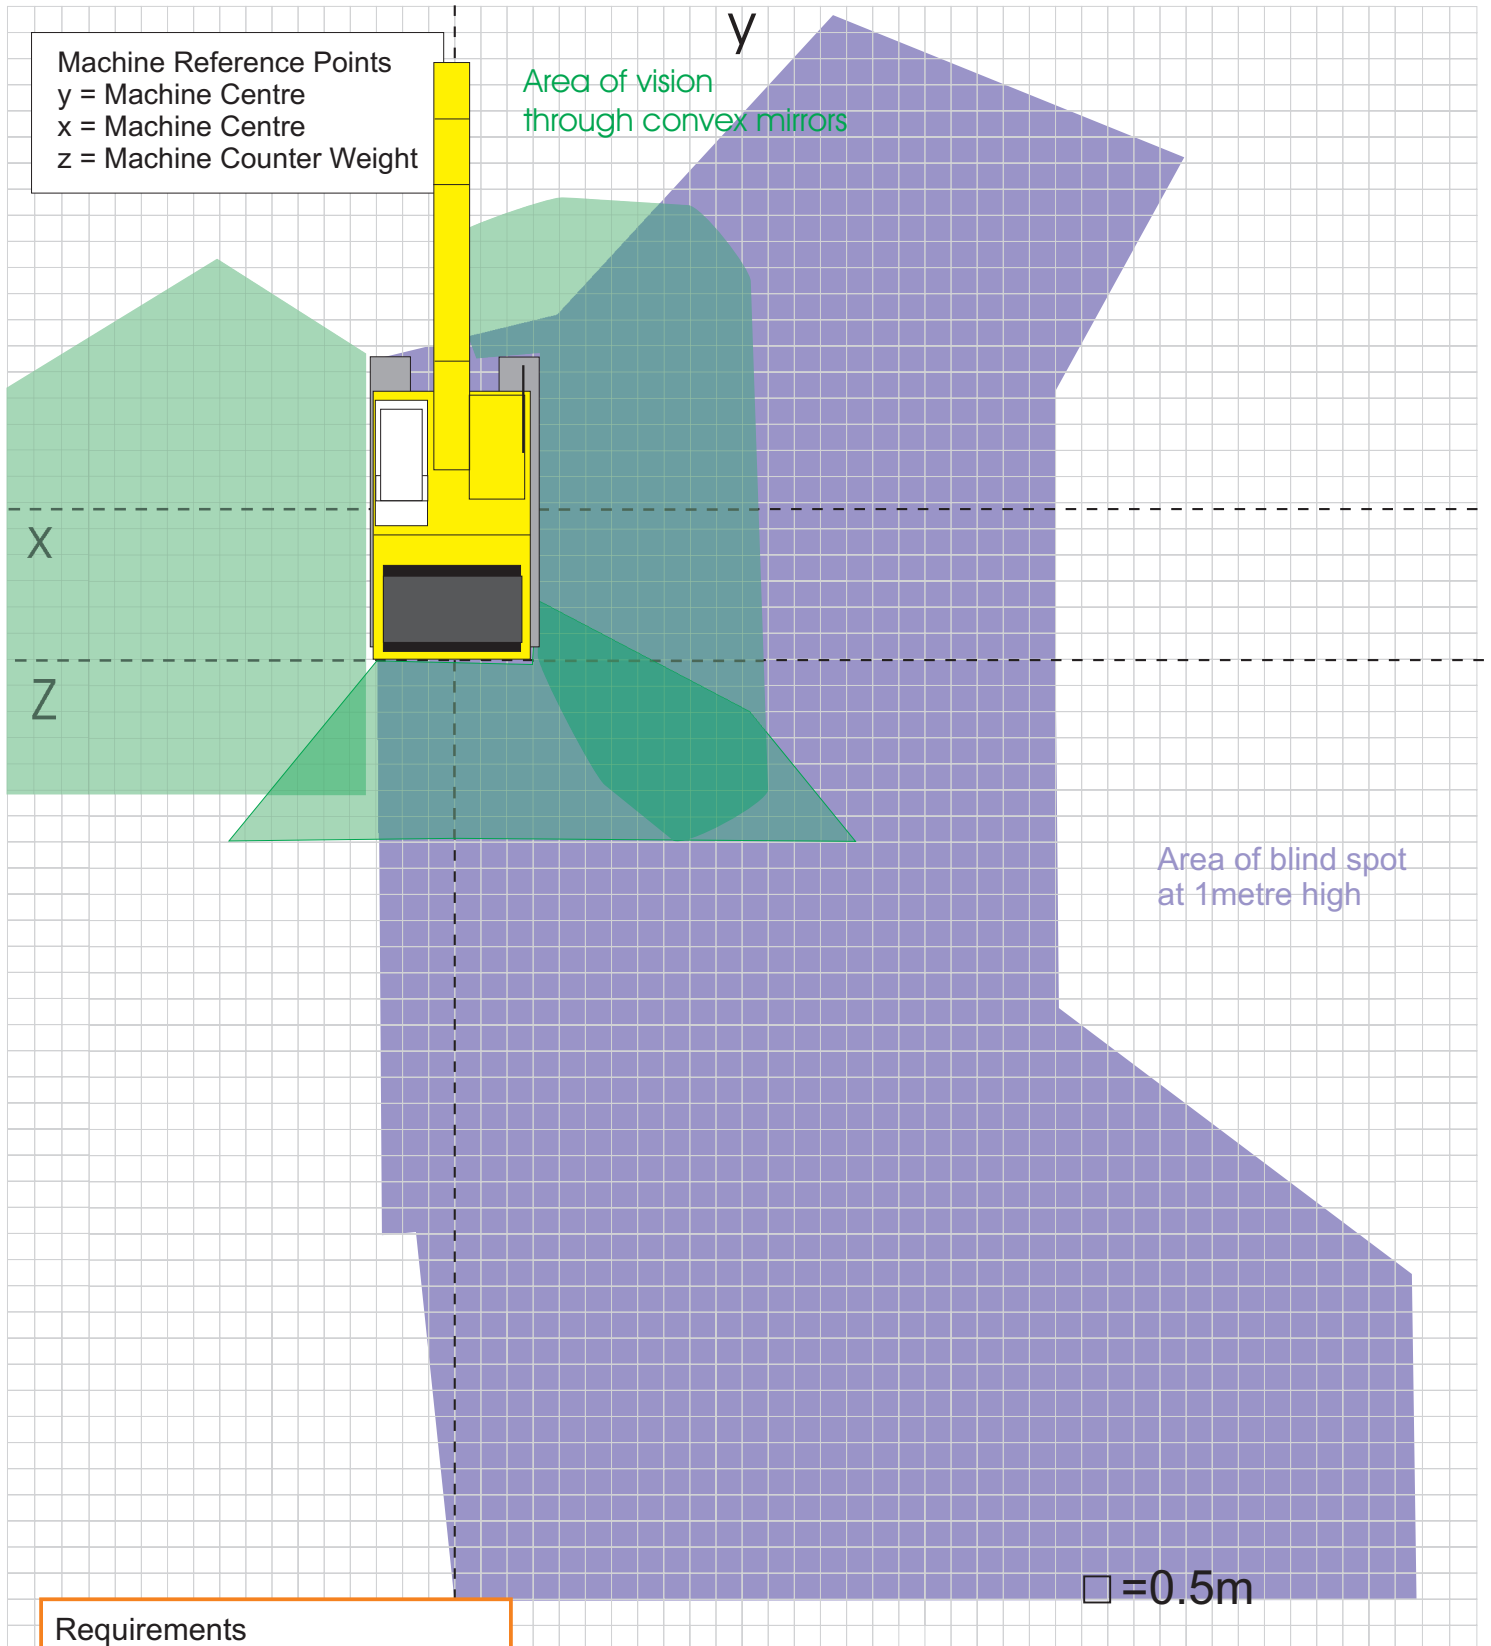 y
Machine Reference Points
y = Machine Centre
x = Machine Centre
z = Machine Counter Weight
Area of vision
through convex mirrors
X
Z
Area of blind spot
at 1metre high
=0.5m
Requirements